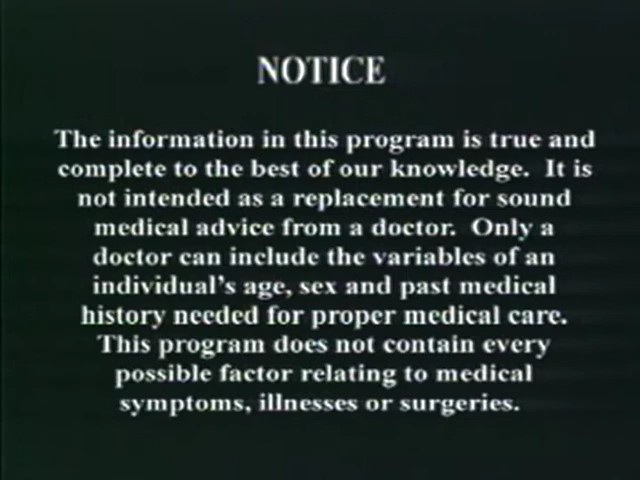 NOTICE
The information in this program is true and
complete to the best of our knowledge.  It is
not intended as a replacement for sound
medical advice from a doctor.  Only a
doctor can include the variables of an
individual's age, sex and past medical
history needed for proper medical care.
This program does not contain every
possible factor relating to medical
symptoms, illnesses or surgeries.